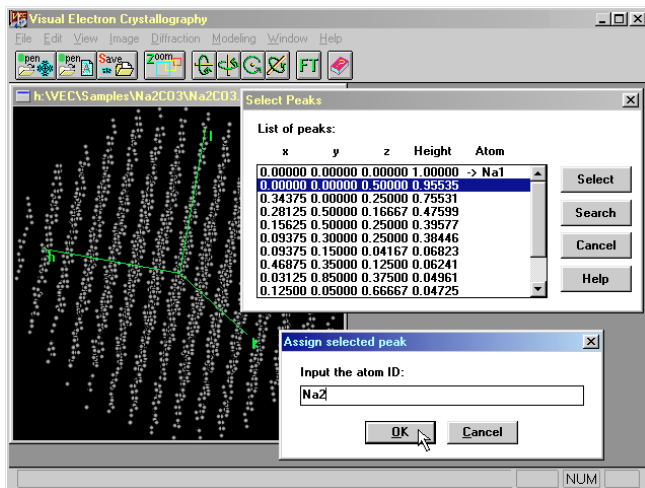 Visual Electron Crystallography
File Edit View Image Diffraction Modeling Window Help
Open Open Save Zoom FT
h:\VEC\Samples\Na2CO3\Na2CO3.
l
h
k
Select Peaks
List of peaks:
x y z Height Atom
0.00000 0.00000 0.00000 1.00000 -> Na1
0.00000 0.00000 0.50000 0.95535
0.34375 0.00000 0.25000 0.75531
0.28125 0.50000 0.16667 0.47599
0.15625 0.50000 0.25000 0.39577
0.09375 0.30000 0.25000 0.38446
0.09375 0.15000 0.04167 0.06823
0.46875 0.35000 0.12500 0.06241
0.03125 0.85000 0.37500 0.04961
0.12500 0.05000 0.66667 0.04725
Select
Search
Cancel
Help
Assign selected peak
Input the atom ID:
Na2
OK Cancel
NUM